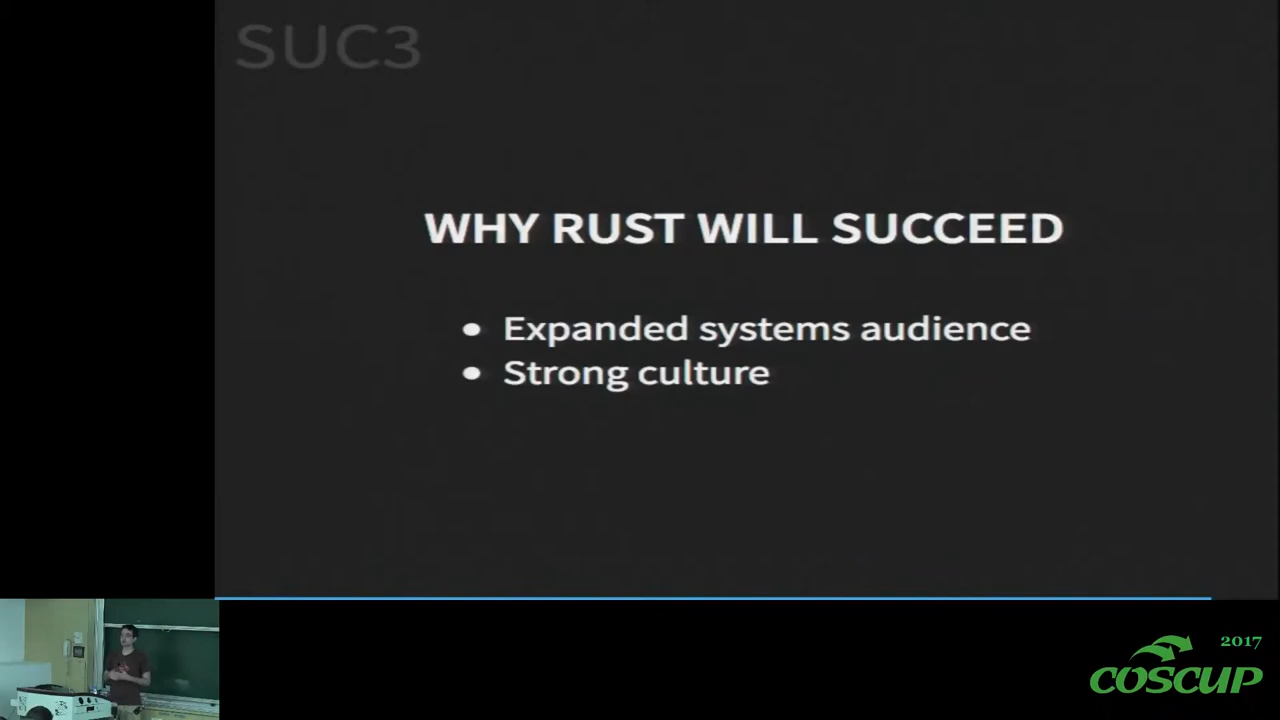 SUC3
WHY RUST WILL SUCCEED
• Expanded systems audience
• Strong culture
2017
COSCUP